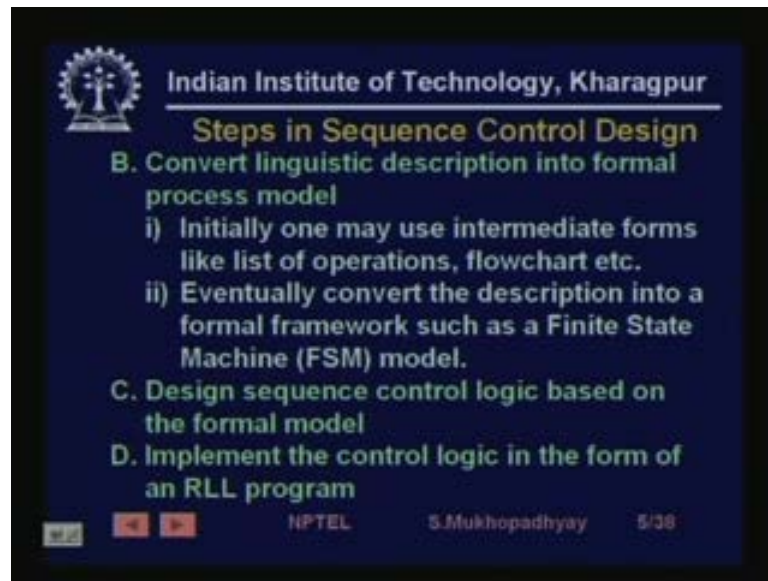 Indian Institute of Technology, Kharagpur
Steps in Sequence Control Design
B. Convert linguistic description into formal
process model
i) Initially one may use intermediate forms
like list of operations, flowchart etc.
ii) Eventually convert the description into a
formal framework such as a Finite State
Machine (FSM) model.
C. Design sequence control logic based on
the formal model
D. Implement the control logic in the form of
an RLL program
NPTEL S.Mukhopadhyay 5/38